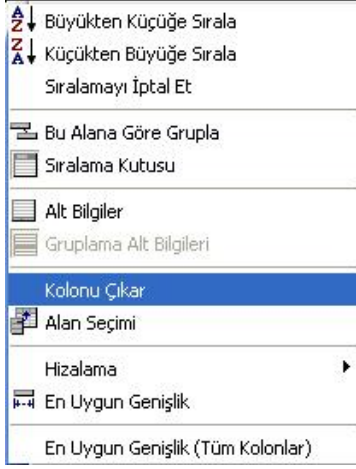 Büyükten Küçüğe Sırala
Küçükten Büyüğe Sırala
Sıralamayı İptal Et
Bu Alana Göre Grupla
Sıralama Kutusu
Alt Bilgiler
Gruplama Alt Bilgileri
Kolonu Çıkar
Alan Seçimi
Hizalama
En Uygun Genişlik
En Uygun Genişlik (Tüm Kolonlar)